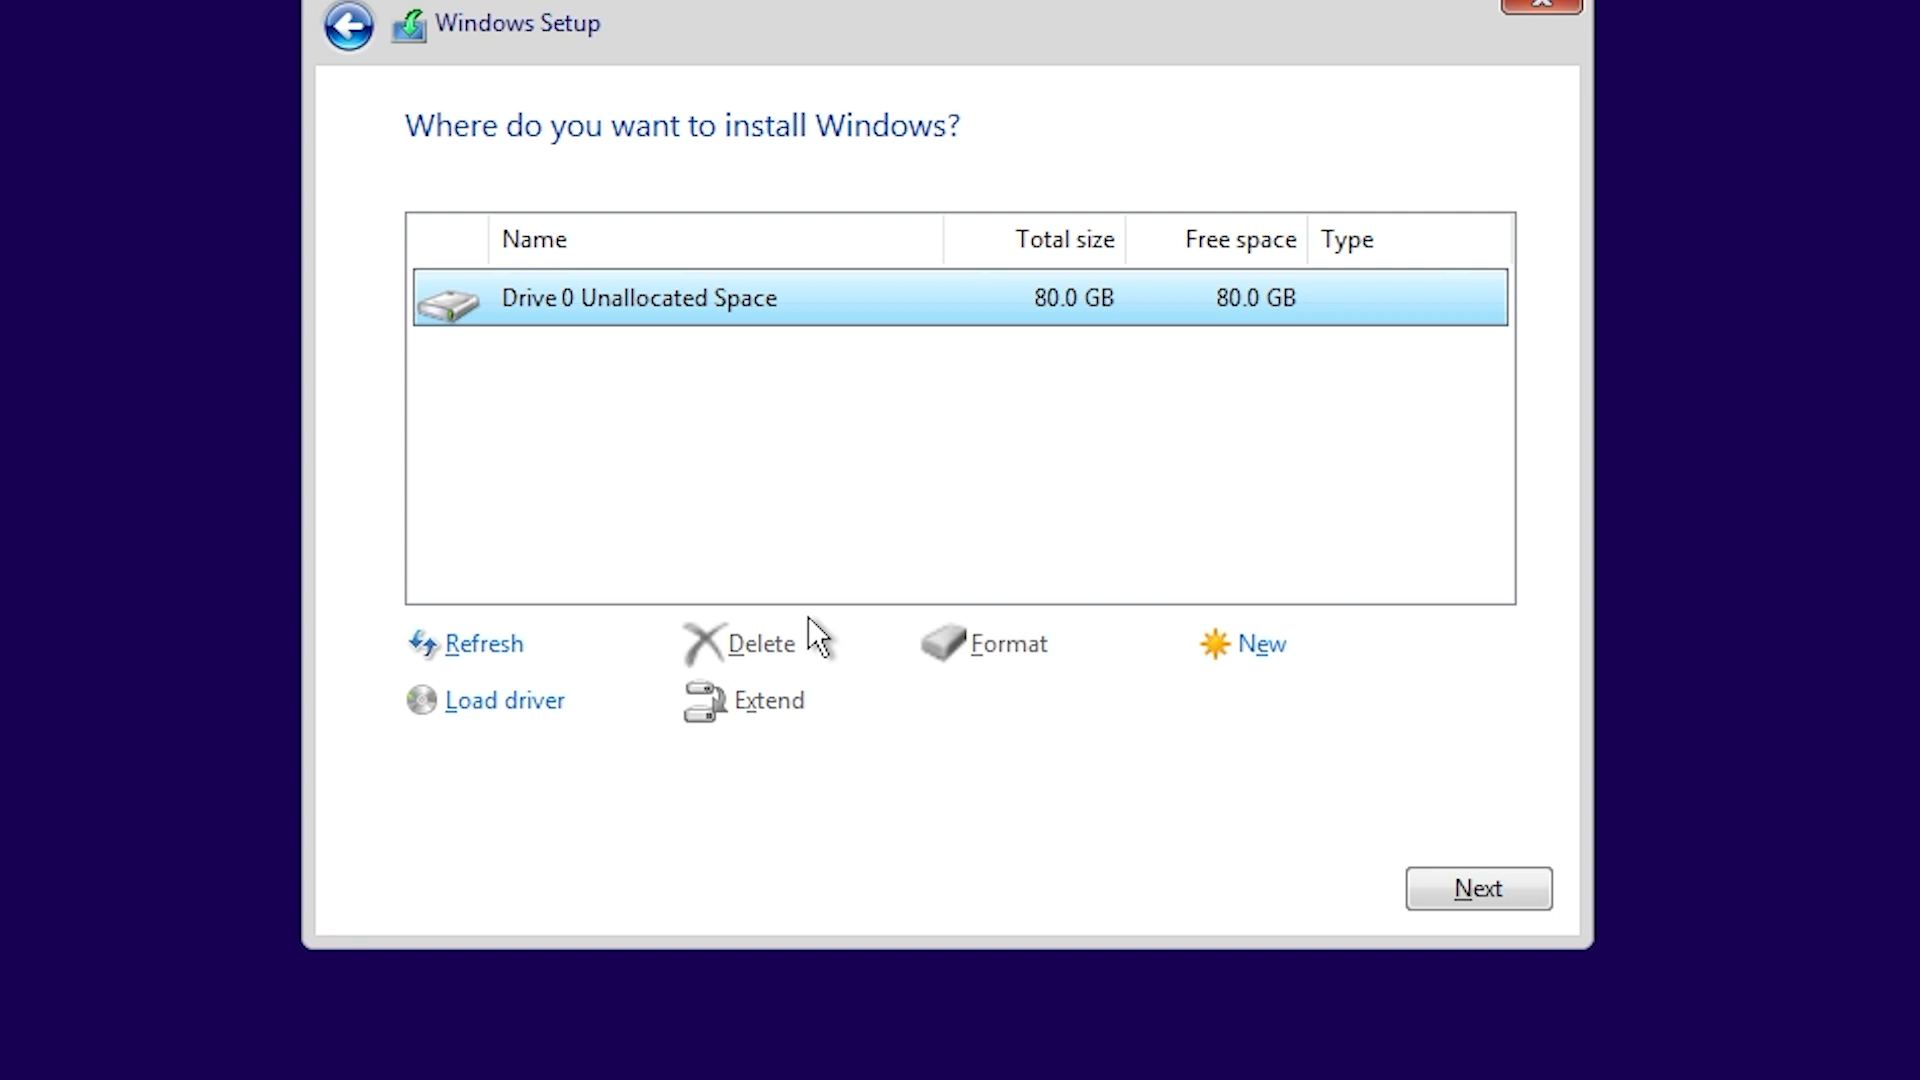 Windows Setup
Where do you want to install Windows?
Name Total size Free space Type
Drive 0 Unallocated Space 80.0 GB 80.0 GB
Refresh Delete Format New
Load driver Extend
Next